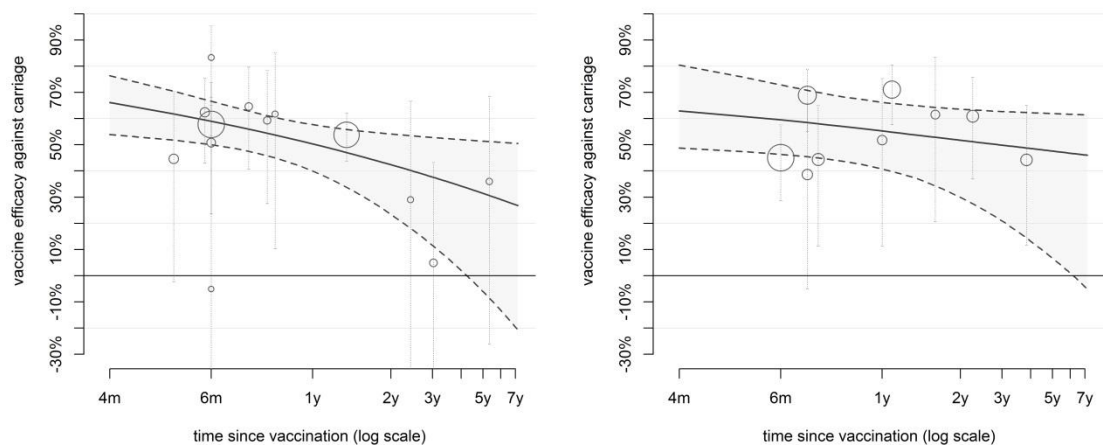 vaccine efficacy against carriage
90%
70%
50%
30%
10%
-10%
-30%
4m 6m 1y 2y 3y 5y 7y
time since vaccination (log scale)
vaccine efficacy against carriage
90%
70%
50%
30%
10%
-10%
-30%
4m 6m 1y 2y 3y 5y 7y
time since vaccination (log scale)